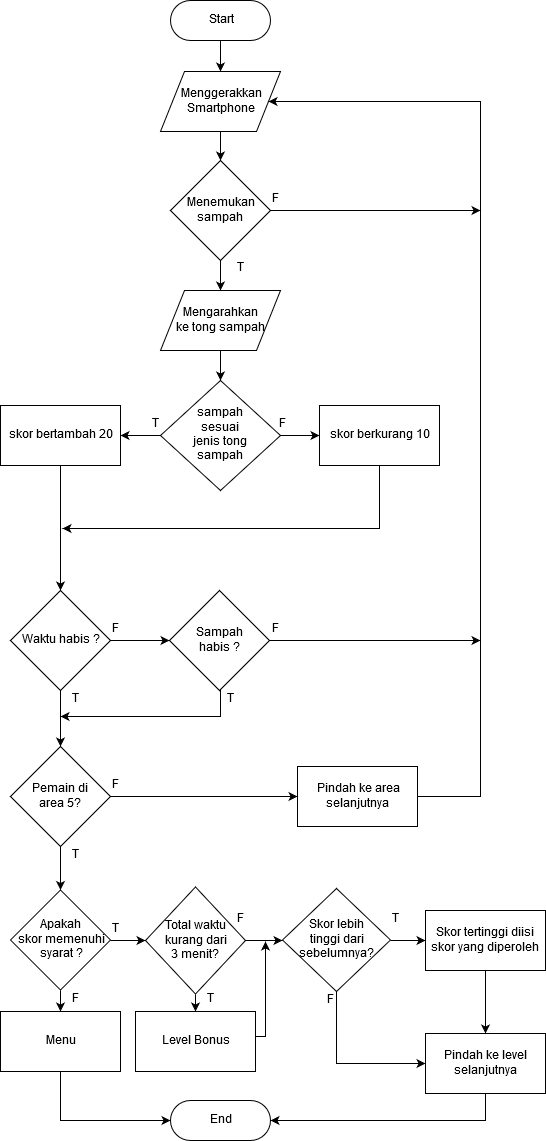 Start
Menggerakkan
Smartphone
Menemukan
sampah
F
T
Mengarahkan
ke tong sampah
sampah
sesuai
jenis tong
sampah
T
F
skor bertambah 20
skor berkurang 10
Waktu habis ?
F
Sampah
habis ?
F
T
T
Pemain di
area 5?
F
Pindah ke area
selanjutnya
T
Apakah
skor memenuhi
syarat ?
T
Total waktu
kurang dari
3 menit?
F
Skor lebih
tinggi dari
sebelumnya?
T
Skor tertinggi diisi
skor yang diperoleh
F
T
F
Menu
Level Bonus
Pindah ke level
selanjutnya
End